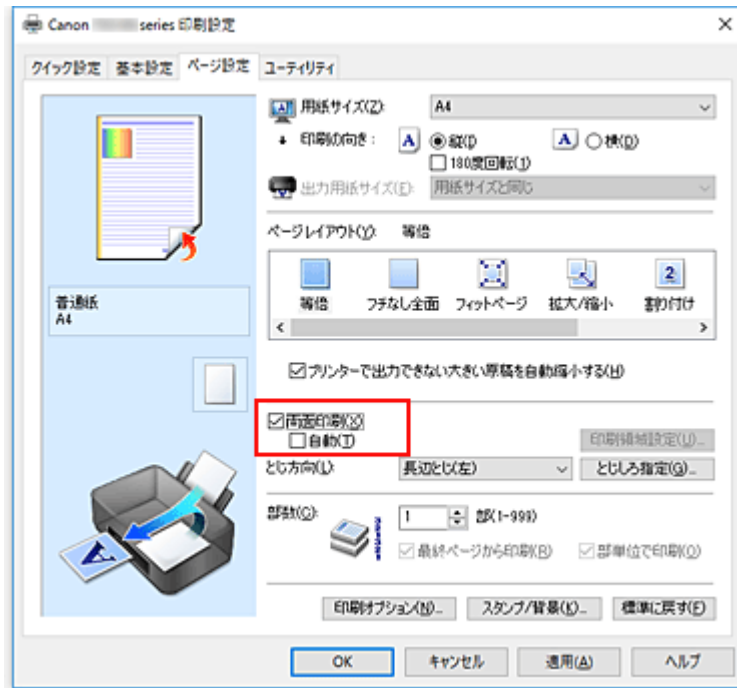 Canon series 印刷設定
クイック設定 基本設定 ページ設定 ユーティリティ
用紙サイズ(Z): A4
印刷の向き: A 縦(I) A 横(D)
180度回転(1)
出力用紙サイズ(E): 用紙サイズと同じ
ページレイアウト(Y): 等倍
等倍 フチなし全面 フィットページ 拡大/縮小 割り付け
普通紙
A4
プリンターで出力できない大きい原稿を自動縮小する(H)
両面印刷(X)
自動(T)
印刷領域設定(U)...
とじ方向(L): 長辺とじ(左) とじしろ指定(G)...
部数(C): 1 部(1-999)
最終ページから印刷(R) 部単位で印刷(O)
印刷オプション(N)... スタンプ/背景(K)... 標準に戻す(F)
OK キャンセル 適用(A) ヘルプ